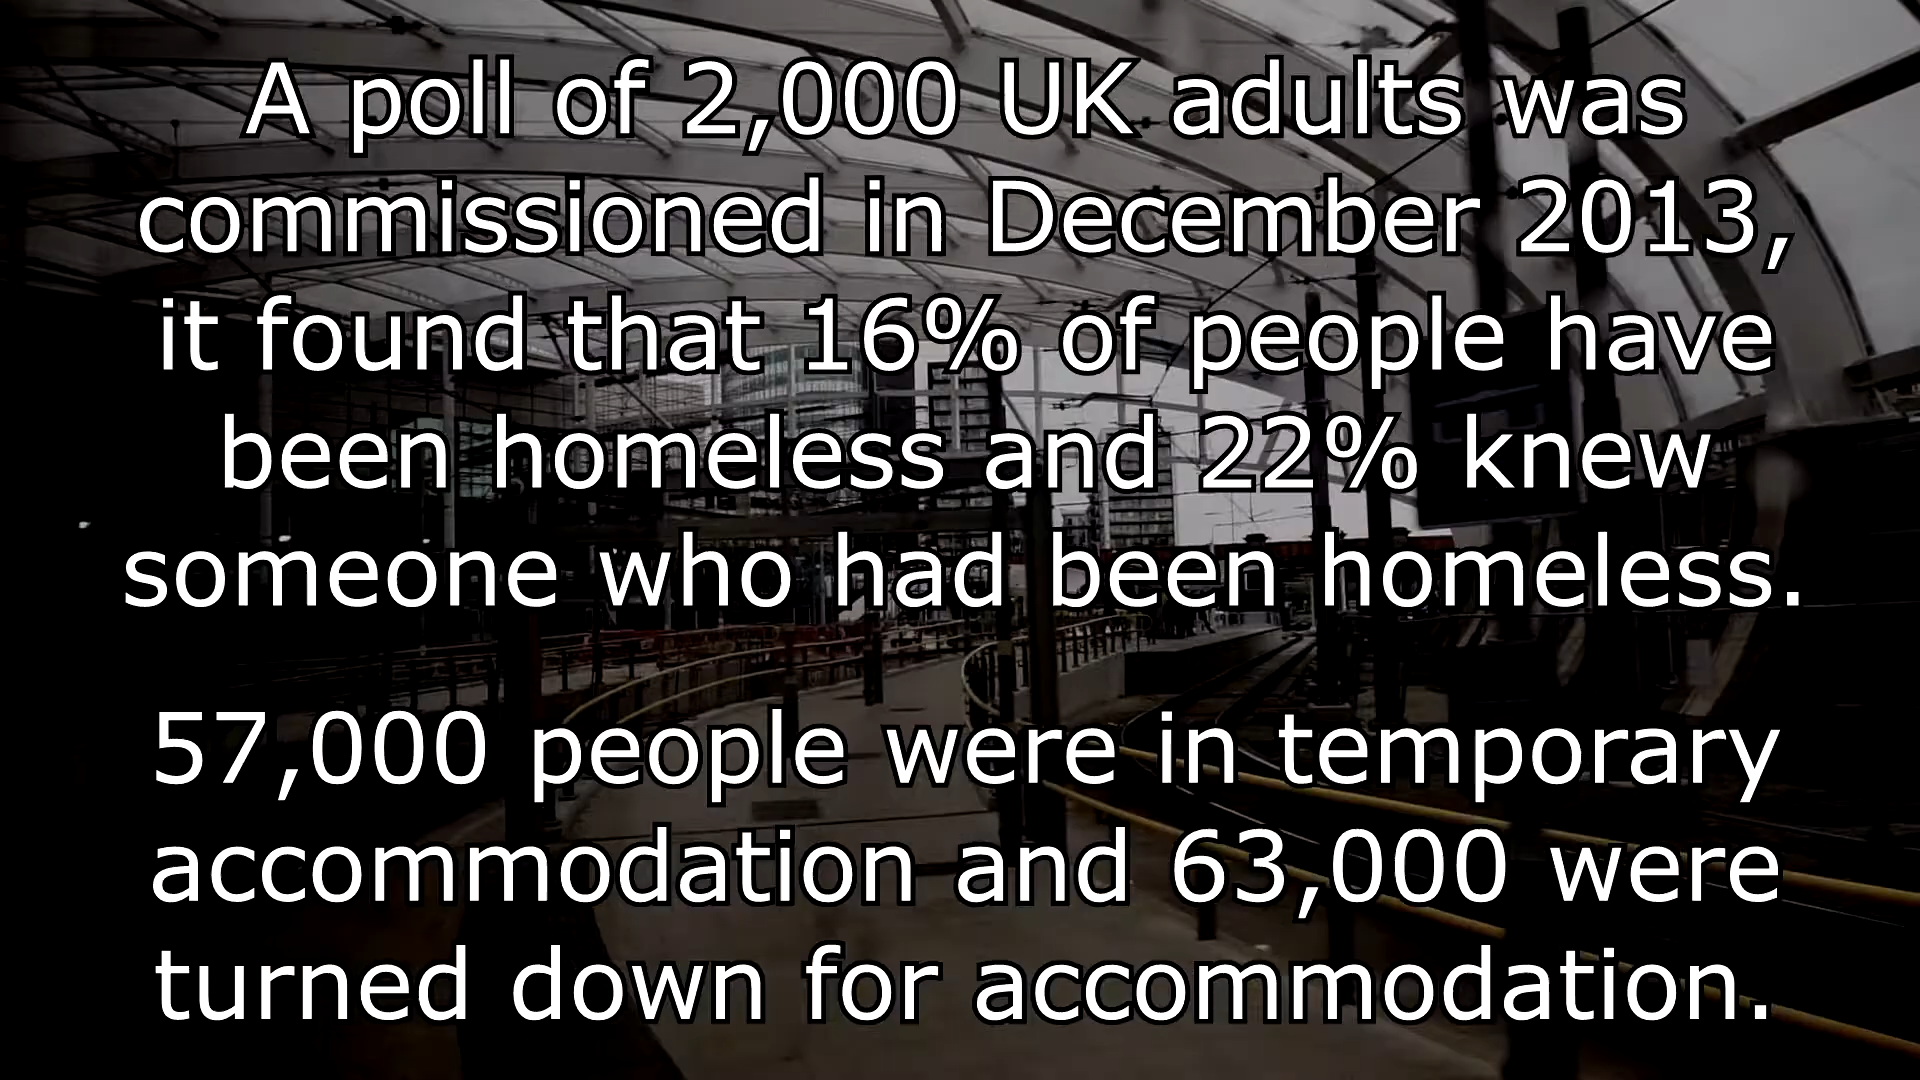 A poll of 2,000 UK adults was
commissioned in December 2013,
it found that 16% of people have
been homeless and 22% knew
someone who had been homeless.
57,000 people were in temporary
accommodation and 63,000 were
turned down for accommodation.